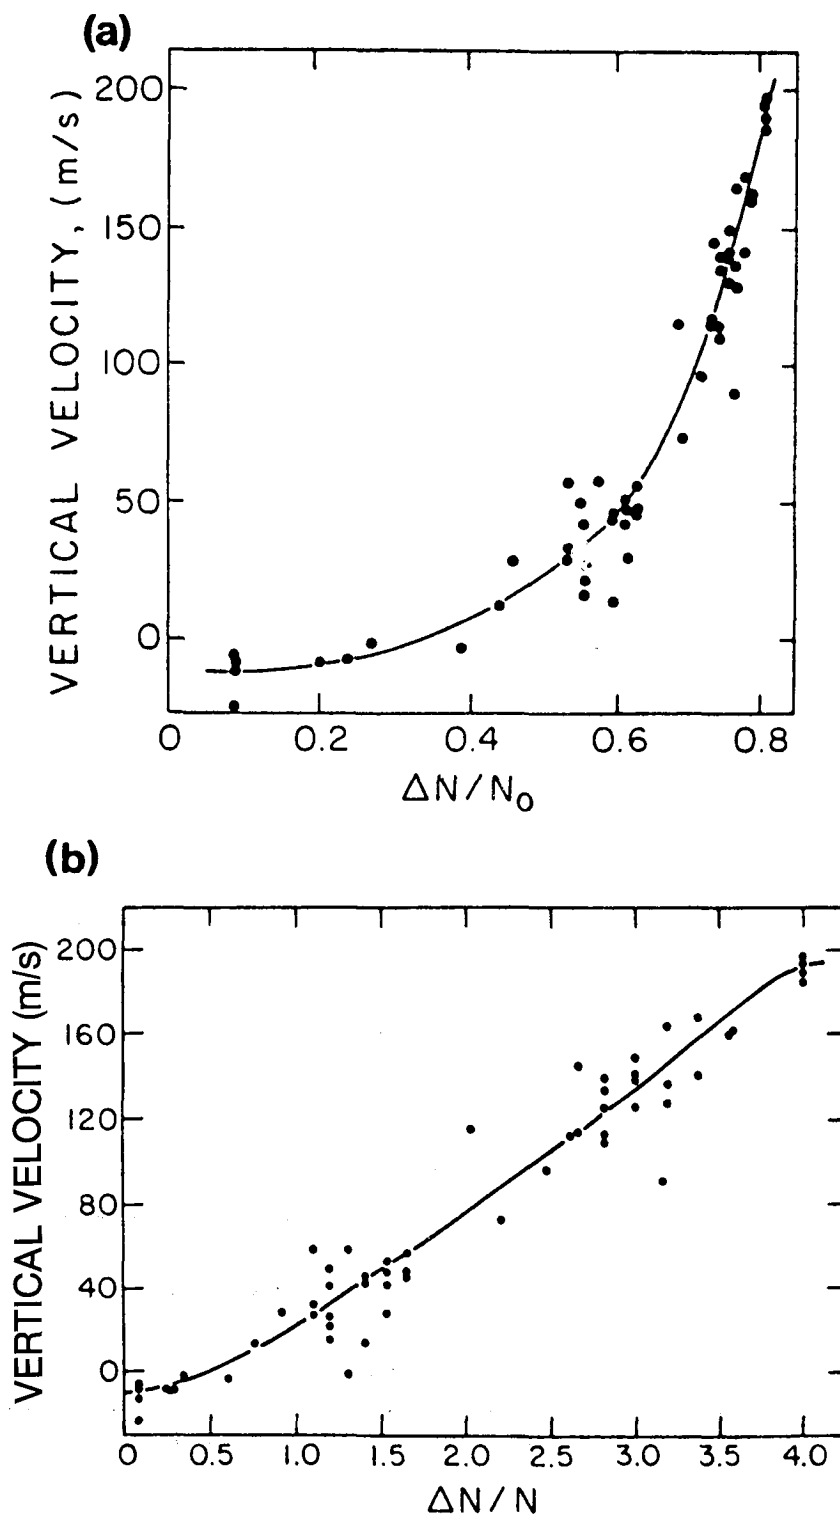 (a)
VERTICAL VELOCITY, (m/s)
200
150
100
50
0
0 0.2 0.4 0.6 0.8
ΔN/N₀
(b)
VERTICAL VELOCITY (m/s)
200
160
120
80
40
0
0 0.5 1.0 1.5 2.0 2.5 3.0 3.5 4.0
ΔN/N